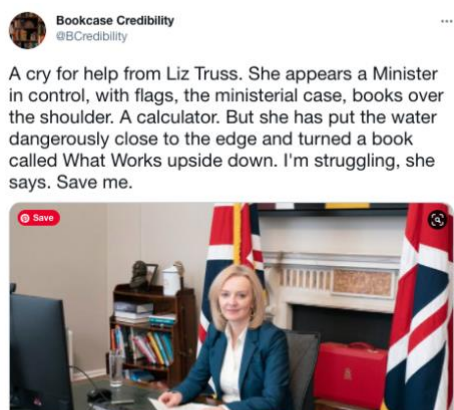 Bookcase Credibility
@BCredibility
A cry for help from Liz Truss. She appears a Minister
in control, with flags, the ministerial case, books over
the shoulder. A calculator. But she has put the water
dangerously close to the edge and turned a book
called What Works upside down. I'm struggling, she
says. Save me.
Save